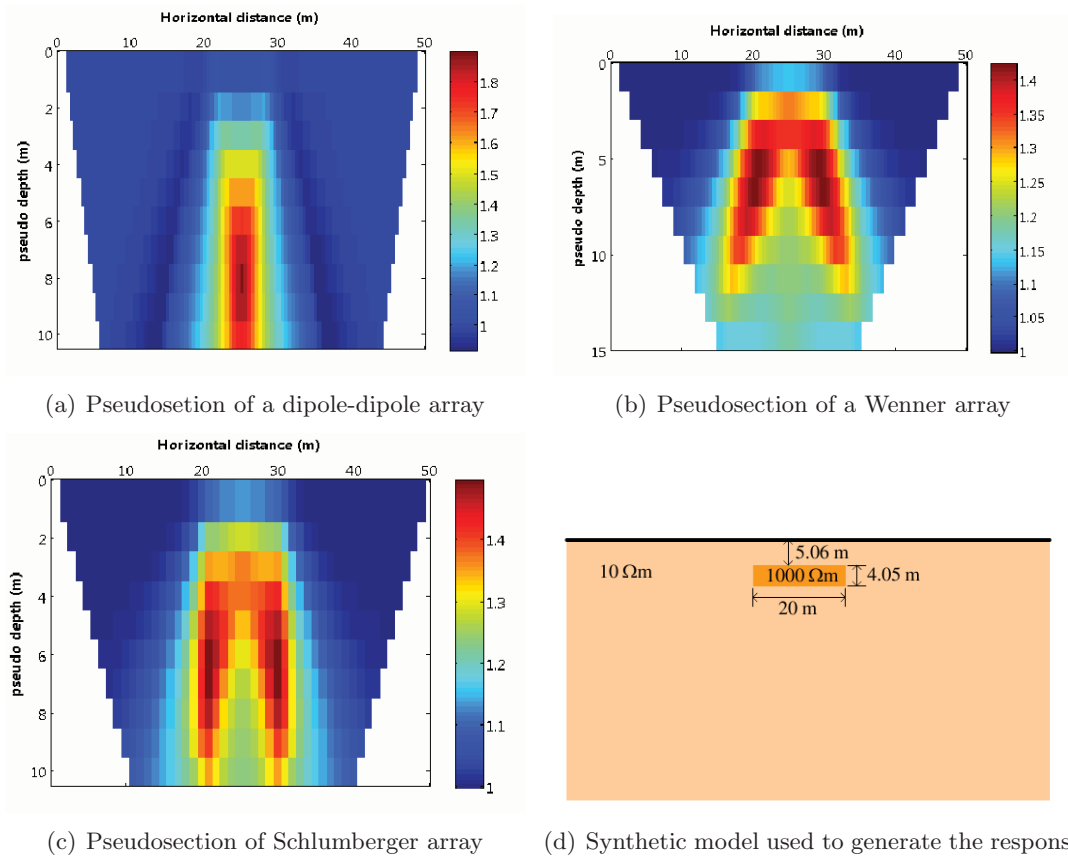 Horizontal distance (m)
0 10 20 30 40 50
pseudo depth (m)
0
2
4
6
8
10
1.8
1.7
1.6
1.5
1.4
1.3
1.2
1.1
1
(a) Pseudosetion of a dipole-dipole array
Horizontal distance (m)
0 10 20 30 40 50
pseudo depth (m)
0
5
10
15
1.4
1.35
1.3
1.25
1.2
1.15
1.1
1.05
1
(b) Pseudosection of a Wenner array
Horizontal distance (m)
0 10 20 30 40 50
pseudo depth (m)
0
2
4
6
8
10
1.4
1.3
1.2
1.1
1
(c) Pseudosection of Schlumberger array
5.06 m
10 Ωm
1000 Ωm
4.05 m
20 m
(d) Synthetic model used to generate the respons